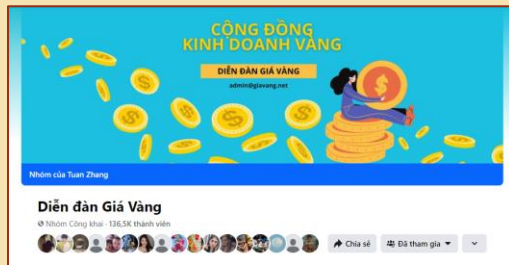 CỘNG ĐỒNG
KINH DOANH VÀNG
DIỄN ĐÀN GIÁ VÀNG
admin@giavang.net
Nhóm của Tuan Zhang
Diễn đàn Giá Vàng
Nhóm Công khai · 136,5K thành viên
Chia sẻ
Đã tham gia